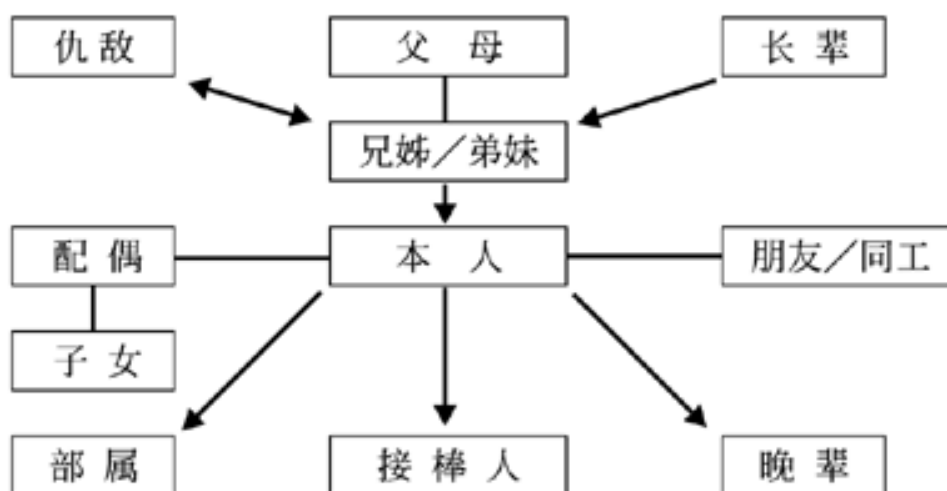 仇敌
父 母
长 辈
兄姊／弟妹
配 偶
本 人
朋友／同工
子 女
部 属
接 棒 人
晚 辈